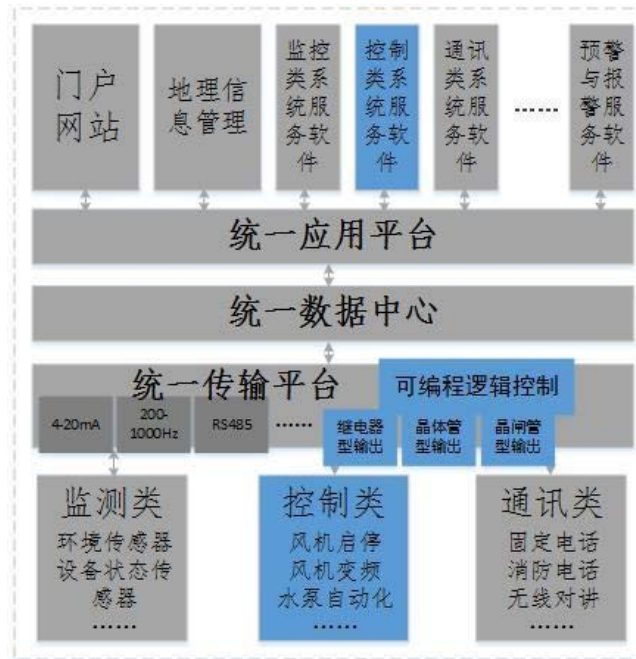 门户
网站
地理信
息管理
监控
类系
统服
务软
件
控制
类系
统服
务软
件
通讯
类系
统服
务软
件
......
预警
与报
警服
务软
件
统一应用平台
统一数据中心
统一传输平台
可编程逻辑控制
4-20mA
200-
1000Hz
RS485
......
继电器
型输出
晶体管
型输出
晶闸管
型输出
监测类
环境传感器
设备状态传
感器
......
控制类
风机启停
风机变频
水泵自动化
......
通讯类
固定电话
消防电话
无线对讲
......